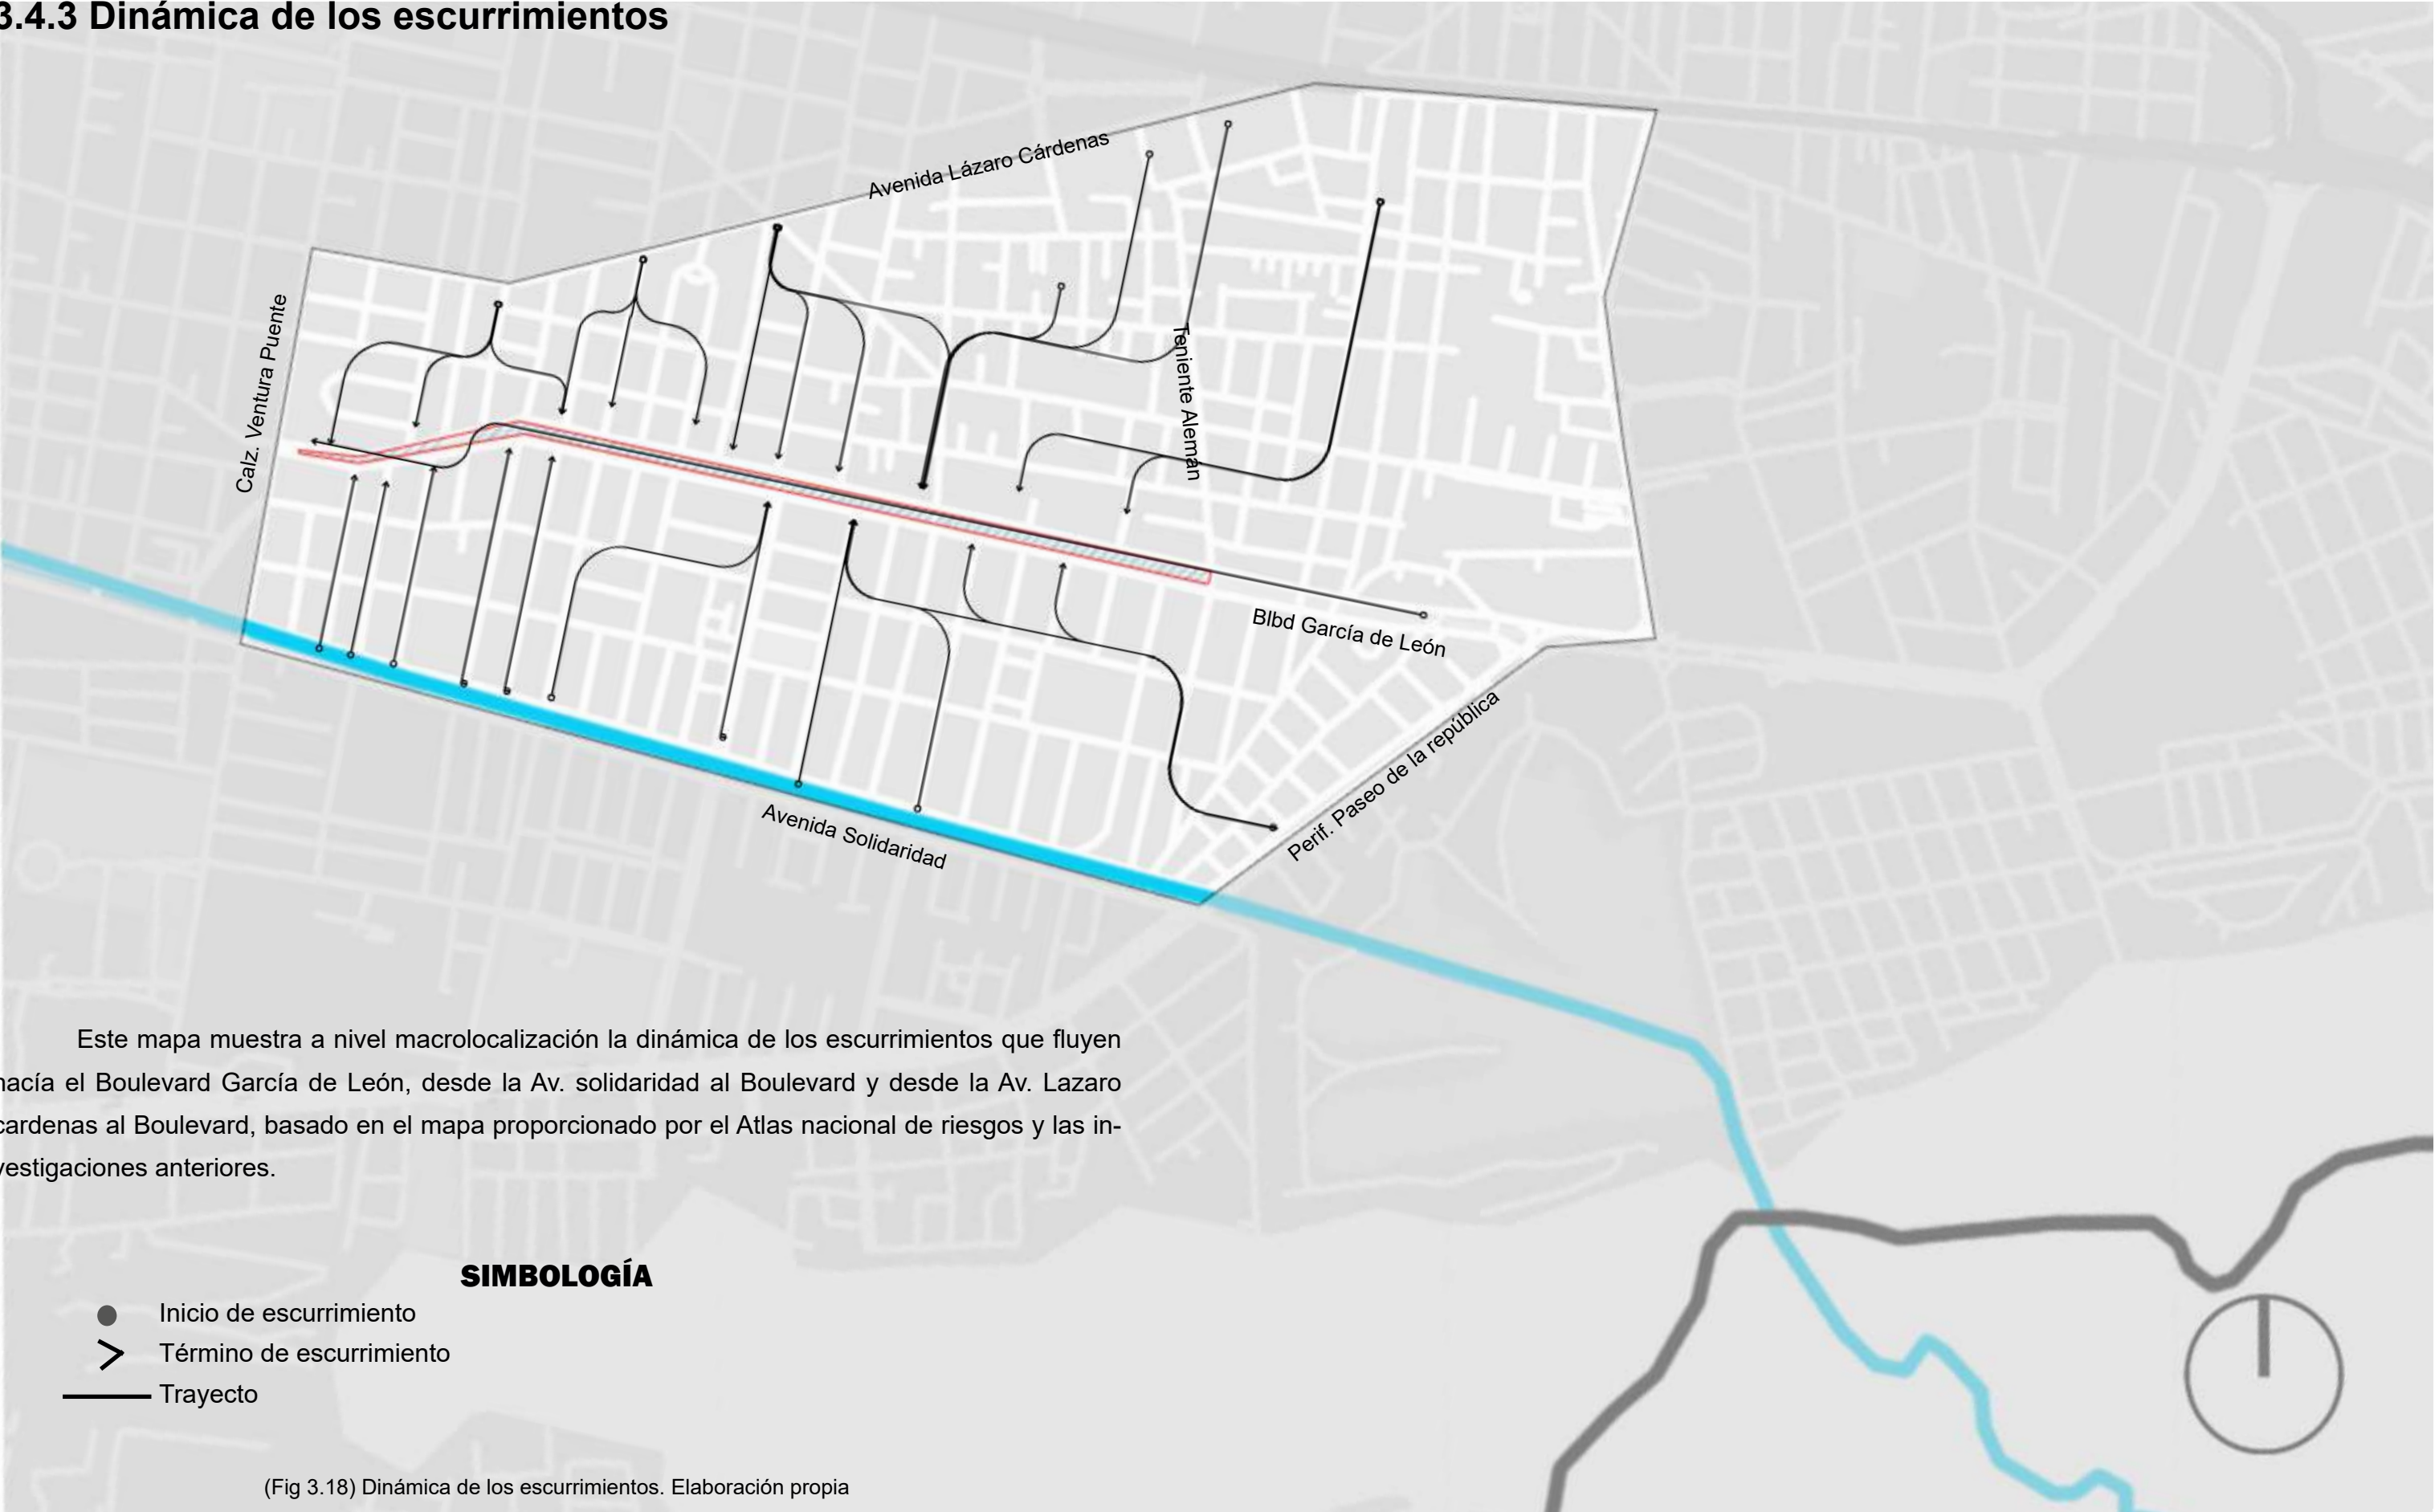 3.4.3 Dinámica de los escurrimientos
Avenida Lázaro Cárdenas
Calz. Ventura Puente
Teniente Aleman
Blbd García de León
Perif. Paseo de la república
Avenida Solidaridad
Este mapa muestra a nivel macrolocalización la dinámica de los escurrimientos que fluyen
hacía el Boulevard García de León, desde la Av. solidaridad al Boulevard y desde la Av. Lazaro
cardenas al Boulevard, basado en el mapa proporcionado por el Atlas nacional de riesgos y las in-
vestigaciones anteriores.
SIMBOLOGÍA
Inicio de escurrimiento
Término de escurrimiento
Trayecto
(Fig 3.18) Dinámica de los escurrimientos. Elaboración propia